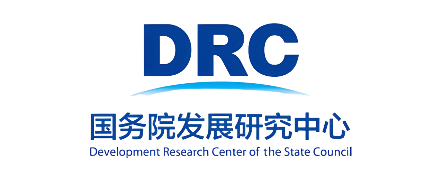 DRC
国务院发展研究中心
Development Research Center of the State Council